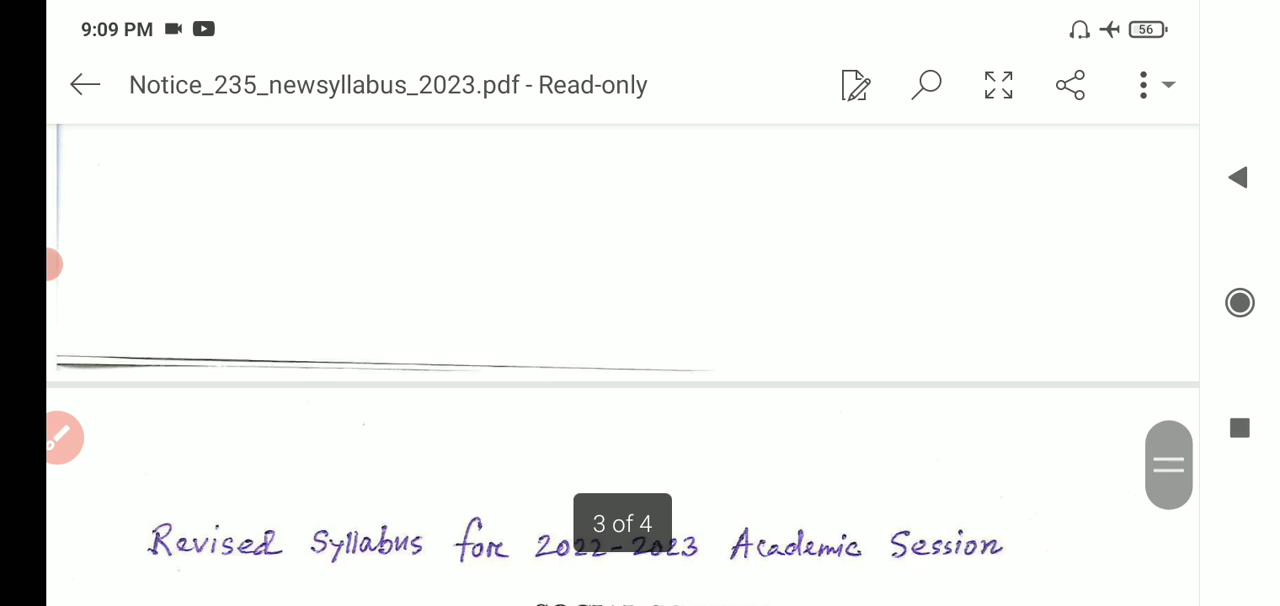 9:09 PM
56
Notice_235_newsyllabus_2023.pdf - Read-only
3 of 4
Revised Syllabus for 2022-2023 Academic Session